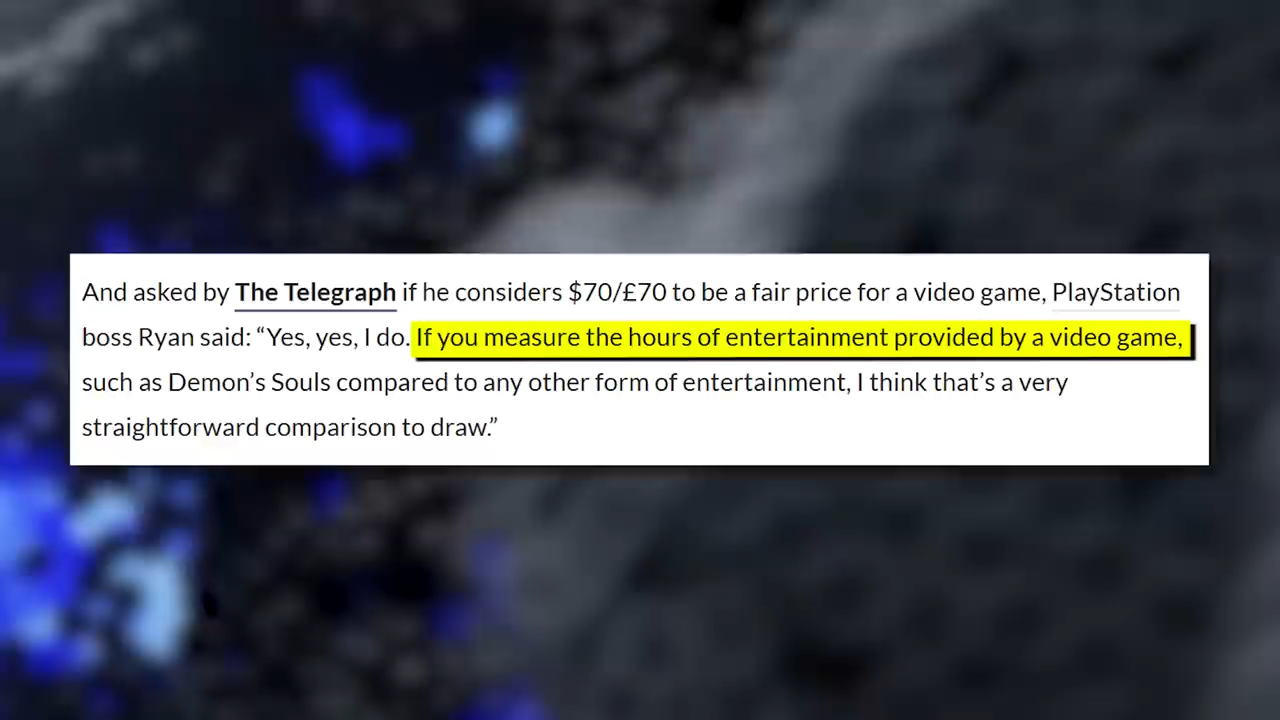 And asked by The Telegraph if he considers $70/£70 to be a fair price for a video game, PlayStation
boss Ryan said: “Yes, yes, I do. If you measure the hours of entertainment provided by a video game,
such as Demon’s Souls compared to any other form of entertainment, I think that’s a very
straightforward comparison to draw.”